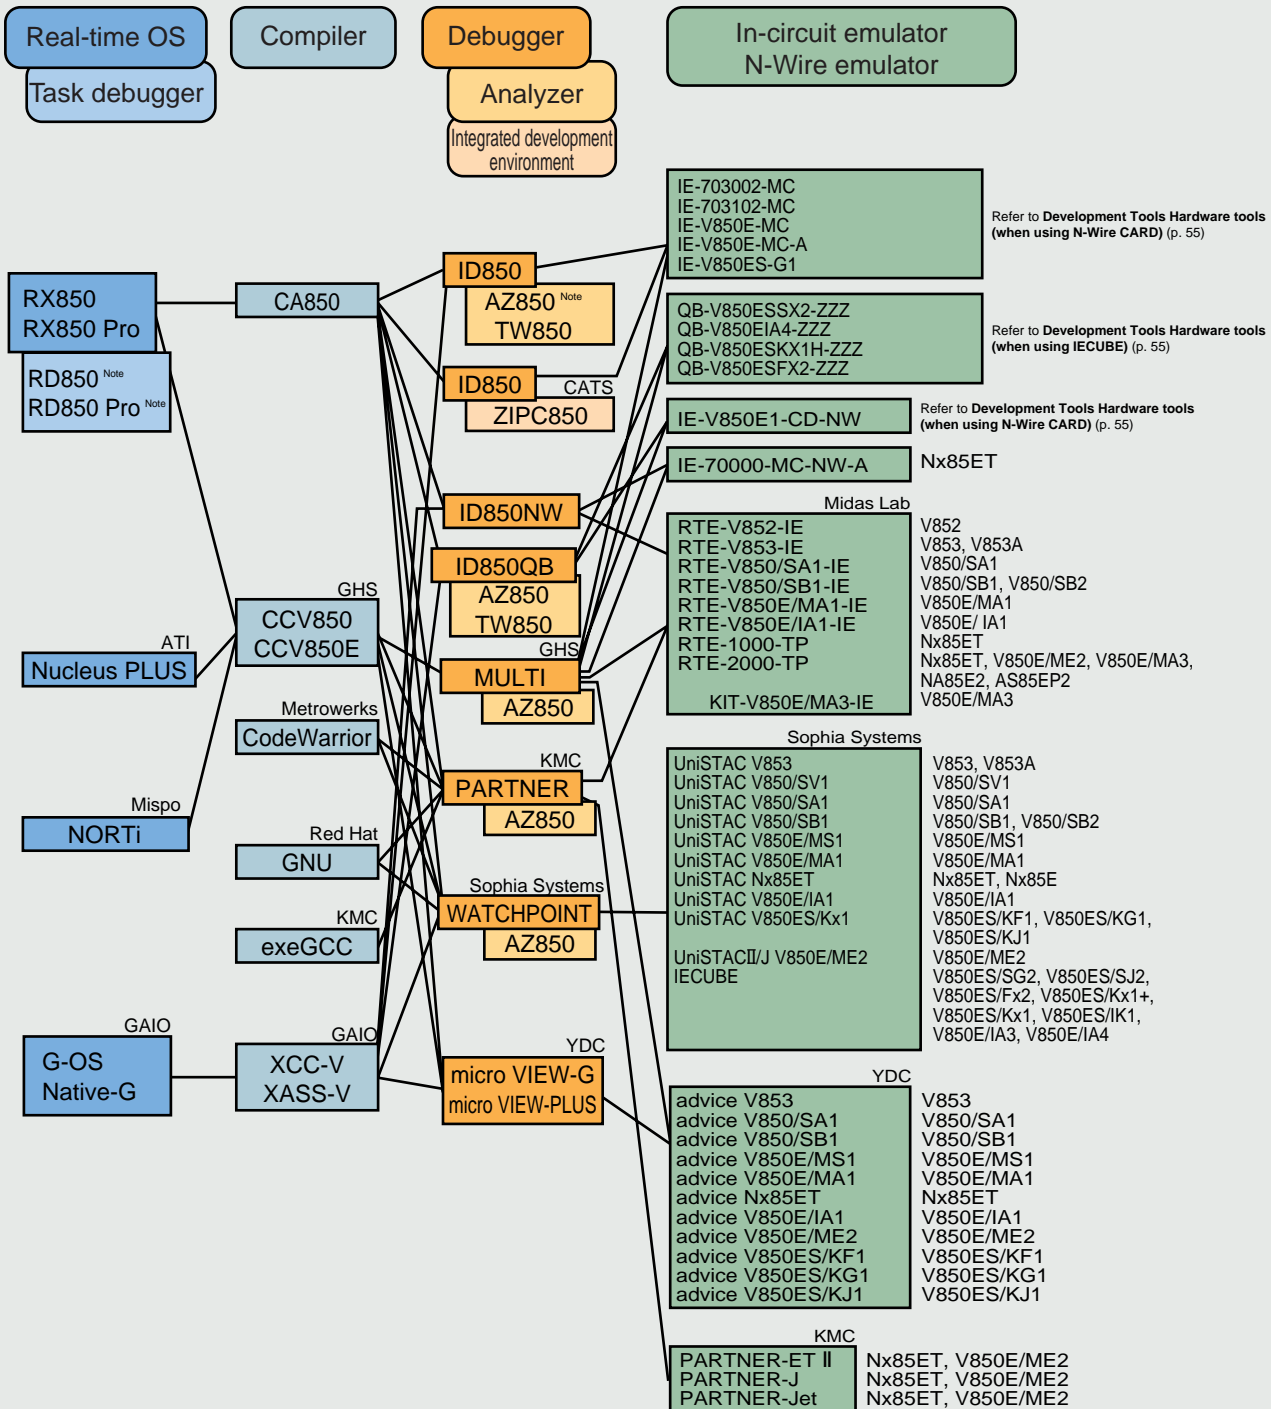 Real-time OS
Task debugger
Compiler
Debugger
Analyzer
Integrated development
environment
In-circuit emulator
N-Wire emulator
RX850
RX850 Pro
RD850 Note
RD850 Pro Note
ATI
Nucleus PLUS
Mispo
NORTi
GAIO
G-OS
Native-G
CA850
GHS
CCV850
CCV850E
Metrowerks
CodeWarrior
Red Hat
GNU
KMC
exeGCC
GAIO
XCC-V
XASS-V
ID850
AZ850 Note
TW850
ID850
CATS
ZIPC850
ID850NW
ID850QB
AZ850
TW850
GHS
MULTI
AZ850
KMC
PARTNER
AZ850
Sophia Systems
WATCHPOINT
AZ850
YDC
micro VIEW-G
micro VIEW-PLUS
IE-703002-MC
IE-703102-MC
IE-V850E-MC
IE-V850E-MC-A
IE-V850ES-G1
Refer to Development Tools Hardware tools
(when using N-Wire CARD) (p. 55)
QB-V850ESSX2-ZZZ
QB-V850EIA4-ZZZ
QB-V850ESKX1H-ZZZ
QB-V850ESFX2-ZZZ
Refer to Development Tools Hardware tools
(when using IECUBE) (p. 55)
IE-V850E1-CD-NW
Refer to Development Tools Hardware tools
(when using N-Wire CARD) (p. 55)
IE-70000-MC-NW-A Nx85ET
Midas Lab
RTE-V852-IE V852
RTE-V853-IE V853, V853A
RTE-V850/SA1-IE V850/SA1
RTE-V850/SB1-IE V850/SB1, V850/SB2
RTE-V850E/MA1-IE V850E/MA1
RTE-V850E/IA1-IE V850E/ IA1
RTE-1000-TP Nx85ET
RTE-2000-TP Nx85ET, V850E/ME2, V850E/MA3,
NA85E2, AS85EP2
KIT-V850E/MA3-IE V850E/MA3
Sophia Systems
UniSTAC V853 V853, V853A
UniSTAC V850/SV1 V850/SV1
UniSTAC V850/SA1 V850/SA1
UniSTAC V850/SB1 V850/SB1, V850/SB2
UniSTAC V850E/MS1 V850E/MS1
UniSTAC V850E/MA1 V850E/MA1
UniSTAC Nx85ET Nx85ET, Nx85E
UniSTAC V850E/IA1 V850E/IA1
UniSTAC V850ES/Kx1 V850ES/KF1, V850ES/KG1,
V850ES/KJ1
UniSTACⅡ/J V850E/ME2 V850E/ME2
IECUBE V850ES/SG2, V850ES/SJ2,
V850ES/Fx2, V850ES/Kx1+,
V850ES/Kx1, V850ES/IK1,
V850E/IA3, V850E/IA4
YDC
advice V853 V853
advice V850/SA1 V850/SA1
advice V850/SB1 V850/SB1
advice V850E/MS1 V850E/MS1
advice V850E/MA1 V850E/MA1
advice Nx85ET Nx85ET
advice V850E/IA1 V850E/IA1
advice V850E/ME2 V850E/ME2
advice V850ES/KF1 V850ES/KF1
advice V850ES/KG1 V850ES/KG1
advice V850ES/KJ1 V850ES/KJ1
KMC
PARTNER-ET Ⅱ Nx85ET, V850E/ME2
PARTNER-J Nx85ET, V850E/ME2
PARTNER-Jet Nx85ET, V850E/ME2